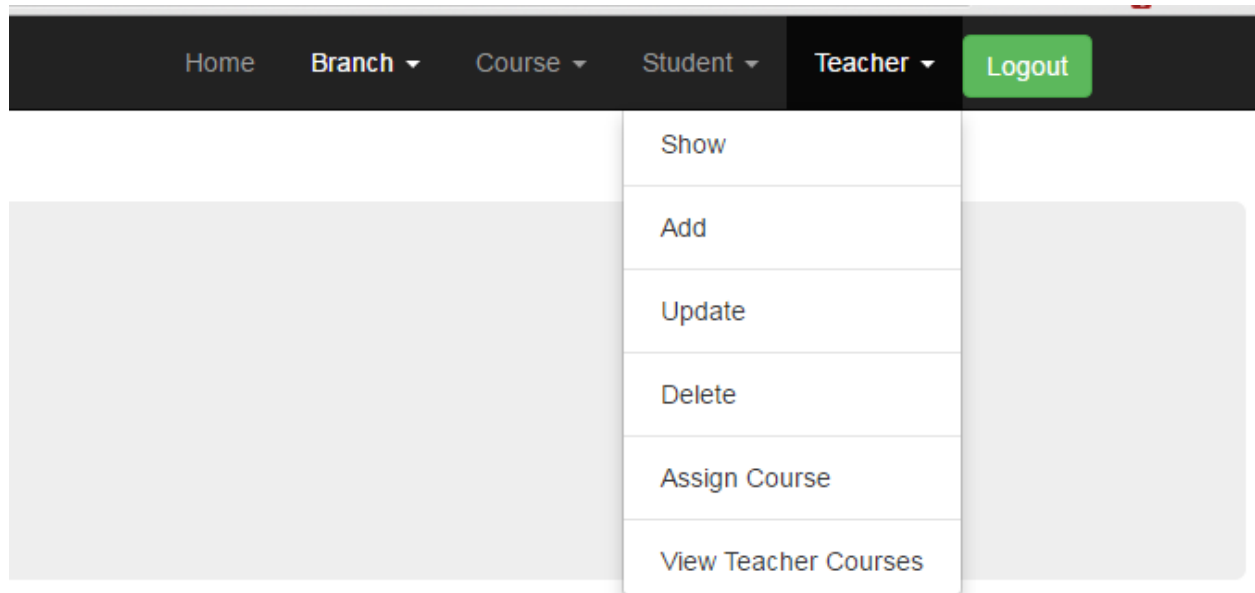 Home Branch Course Student Teacher Logout
Show
Add
Update
Delete
Assign Course
View Teacher Courses